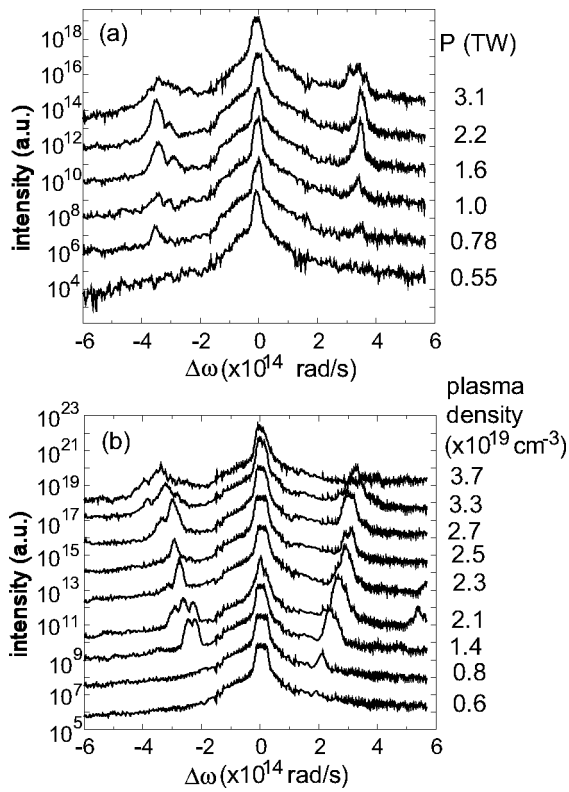 (a)
P (TW)
intensity (a.u.)
10^18
10^16
10^14
10^12
10^10
10^8
10^6
10^4
3.1
2.2
1.6
1.0
0.78
0.55
-6 -4 -2 0 2 4 6
Δω (x10^14 rad/s)
(b)
plasma
density
(x10^19 cm^-3)
intensity (a.u.)
10^23
10^21
10^19
10^17
10^15
10^13
10^11
10^9
10^7
10^5
3.7
3.3
2.7
2.5
2.3
2.1
1.4
0.8
0.6
-6 -4 -2 0 2 4 6
Δω (x10^14 rad/s)